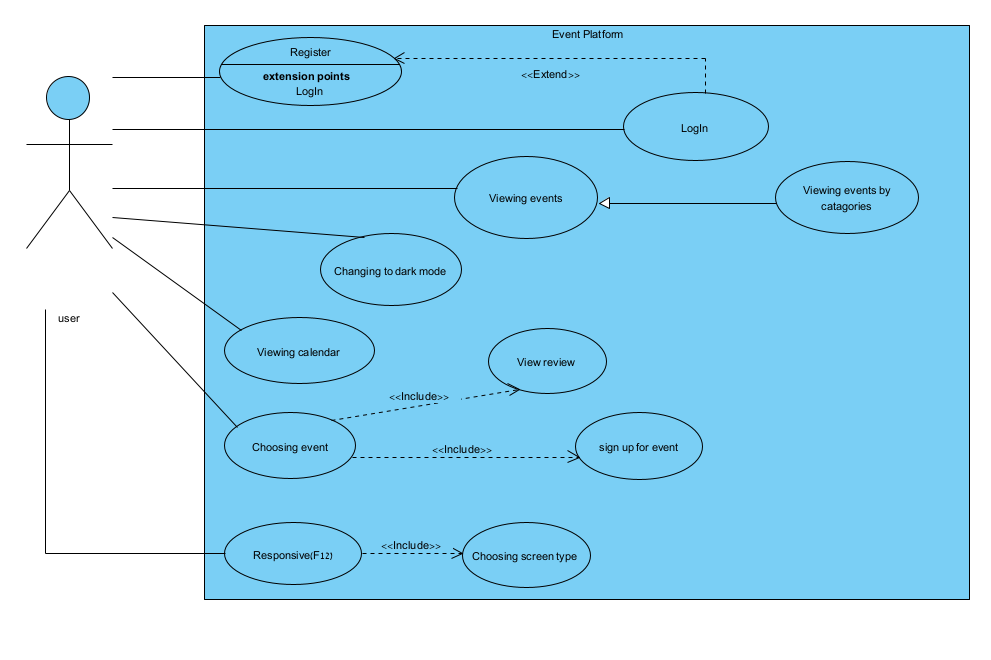 Event Platform
Register
extension points
LogIn
<<Extend>>
LogIn
Viewing events
Viewing events by
catagories
Changing to dark mode
user
Viewing calendar
View review
<<Include>>
Choosing event
<<Include>>
sign up for event
<<Include>>
Responsive(F12)
Choosing screen type